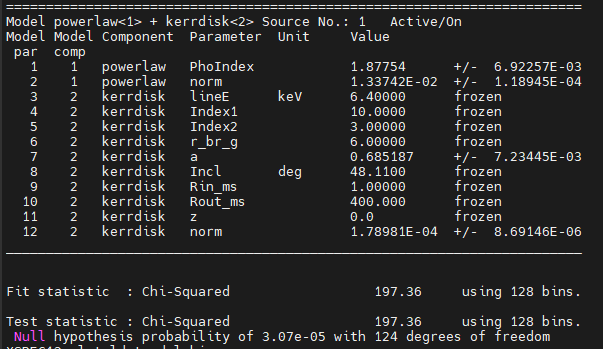 Model powerlaw<1> + kerrdisk<2> Source No.: 1 Active/On
Model Model Component Parameter Unit Value
par comp
1 1 powerlaw PhoIndex 1.87754 +/- 6.92257E-03
2 1 powerlaw norm 1.33742E-02 +/- 1.18945E-04
3 2 kerrdisk lineE keV 6.40000 frozen
4 2 kerrdisk Index1 10.0000 frozen
5 2 kerrdisk Index2 3.00000 frozen
6 2 kerrdisk r_br_g 6.00000 frozen
7 2 kerrdisk a 0.685187 +/- 7.23445E-03
8 2 kerrdisk Incl deg 48.1100 frozen
9 2 kerrdisk Rin_ms 1.00000 frozen
10 2 kerrdisk Rout_ms 400.000 frozen
11 2 kerrdisk z 0.0 frozen
12 2 kerrdisk norm 1.78981E-04 +/- 8.69146E-06
Fit statistic : Chi-Squared 197.36 using 128 bins.
Test statistic : Chi-Squared 197.36 using 128 bins.
Null hypothesis probability of 3.07e-05 with 124 degrees of freedom